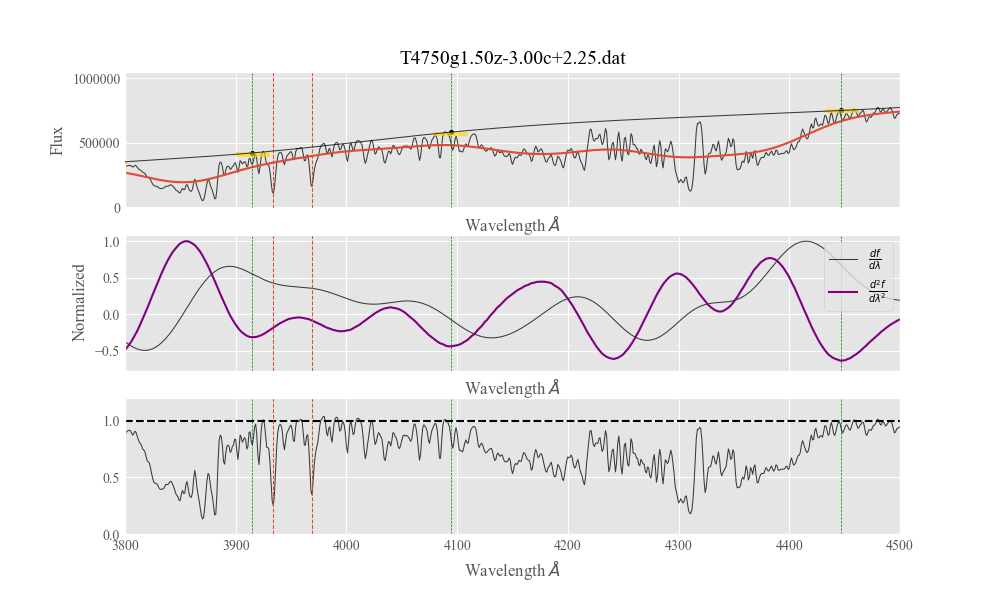 T4750g1.50z-3.00c+2.25.dat
1000000
500000
0
Flux
Wavelength Å
1.0
0.5
0.0
−0.5
Normalized
df/dλ
d²f/dλ²
Wavelength Å
1.0
0.5
0.0
3800 3900 4000 4100 4200 4300 4400 4500
Wavelength Å